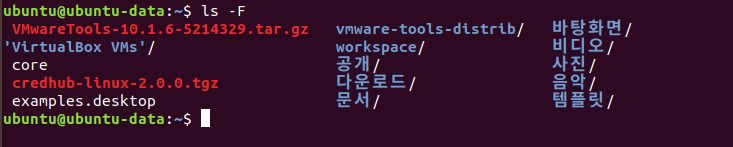 ubuntu@ubuntu-data:~$ ls -F
VMwareTools-10.1.6-5214329.tar.gz vmware-tools-distrib/ 바탕화면/
'VirtualBox VMs'/ workspace/ 비디오/
core 공개/ 사진/
credhub-linux-2.0.0.tgz 다운로드/ 음악/
examples.desktop 문서/ 템플릿/
ubuntu@ubuntu-data:~$